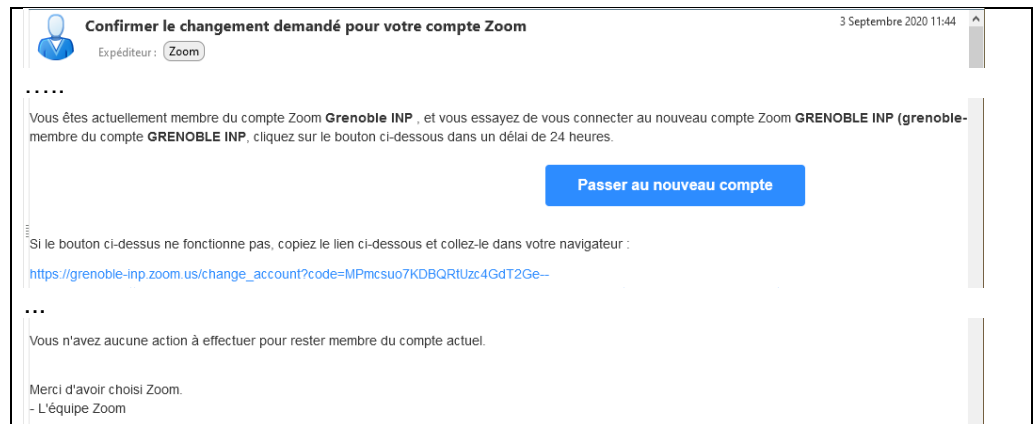 Confirmer le changement demandé pour votre compte Zoom
3 Septembre 2020 11:44
Expéditeur : Zoom
.....
Vous êtes actuellement membre du compte Zoom Grenoble INP , et vous essayez de vous connecter au nouveau compte Zoom GRENOBLE INP (grenoble-
membre du compte GRENOBLE INP, cliquez sur le bouton ci-dessous dans un délai de 24 heures.
Passer au nouveau compte
Si le bouton ci-dessus ne fonctionne pas, copiez le lien ci-dessous et collez-le dans votre navigateur :
https://grenoble-inp.zoom.us/change_account?code=MPmcsuo7KDBQRtUzc4GdT2Ge--
...
Vous n'avez aucune action à effectuer pour rester membre du compte actuel.
Merci d'avoir choisi Zoom.
- L'équipe Zoom